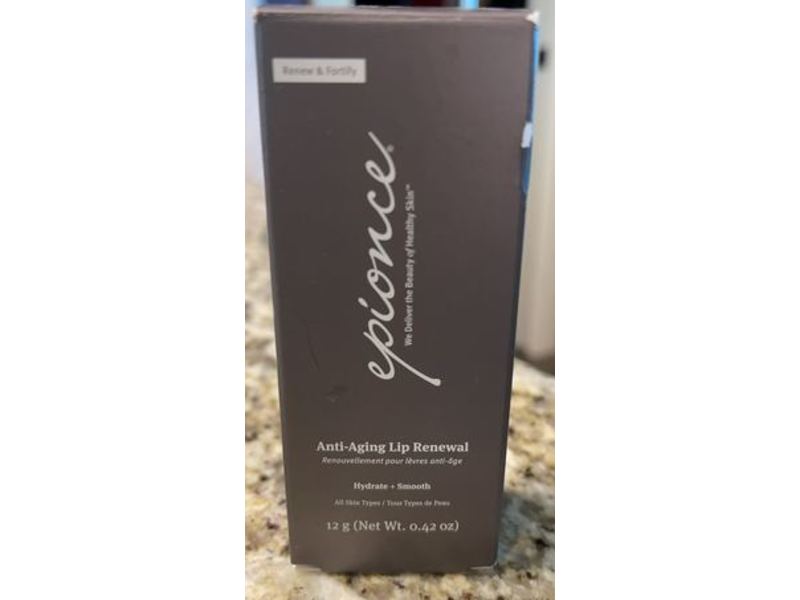 Renew & Fortify
epionce®
We Deliver the Beauty of Healthy Skin™
Anti-Aging Lip Renewal
Renouvellement pour lèvres anti-âge
Hydrate + Smooth
All Skin Types / Tous Types de Peau
12 g (Net Wt. 0.42 oz)